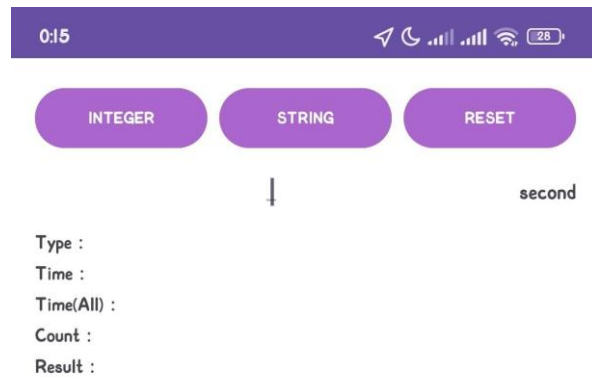 0:15 28
INTEGER STRING RESET
second
Type :
Time :
Time(All) :
Count :
Result :